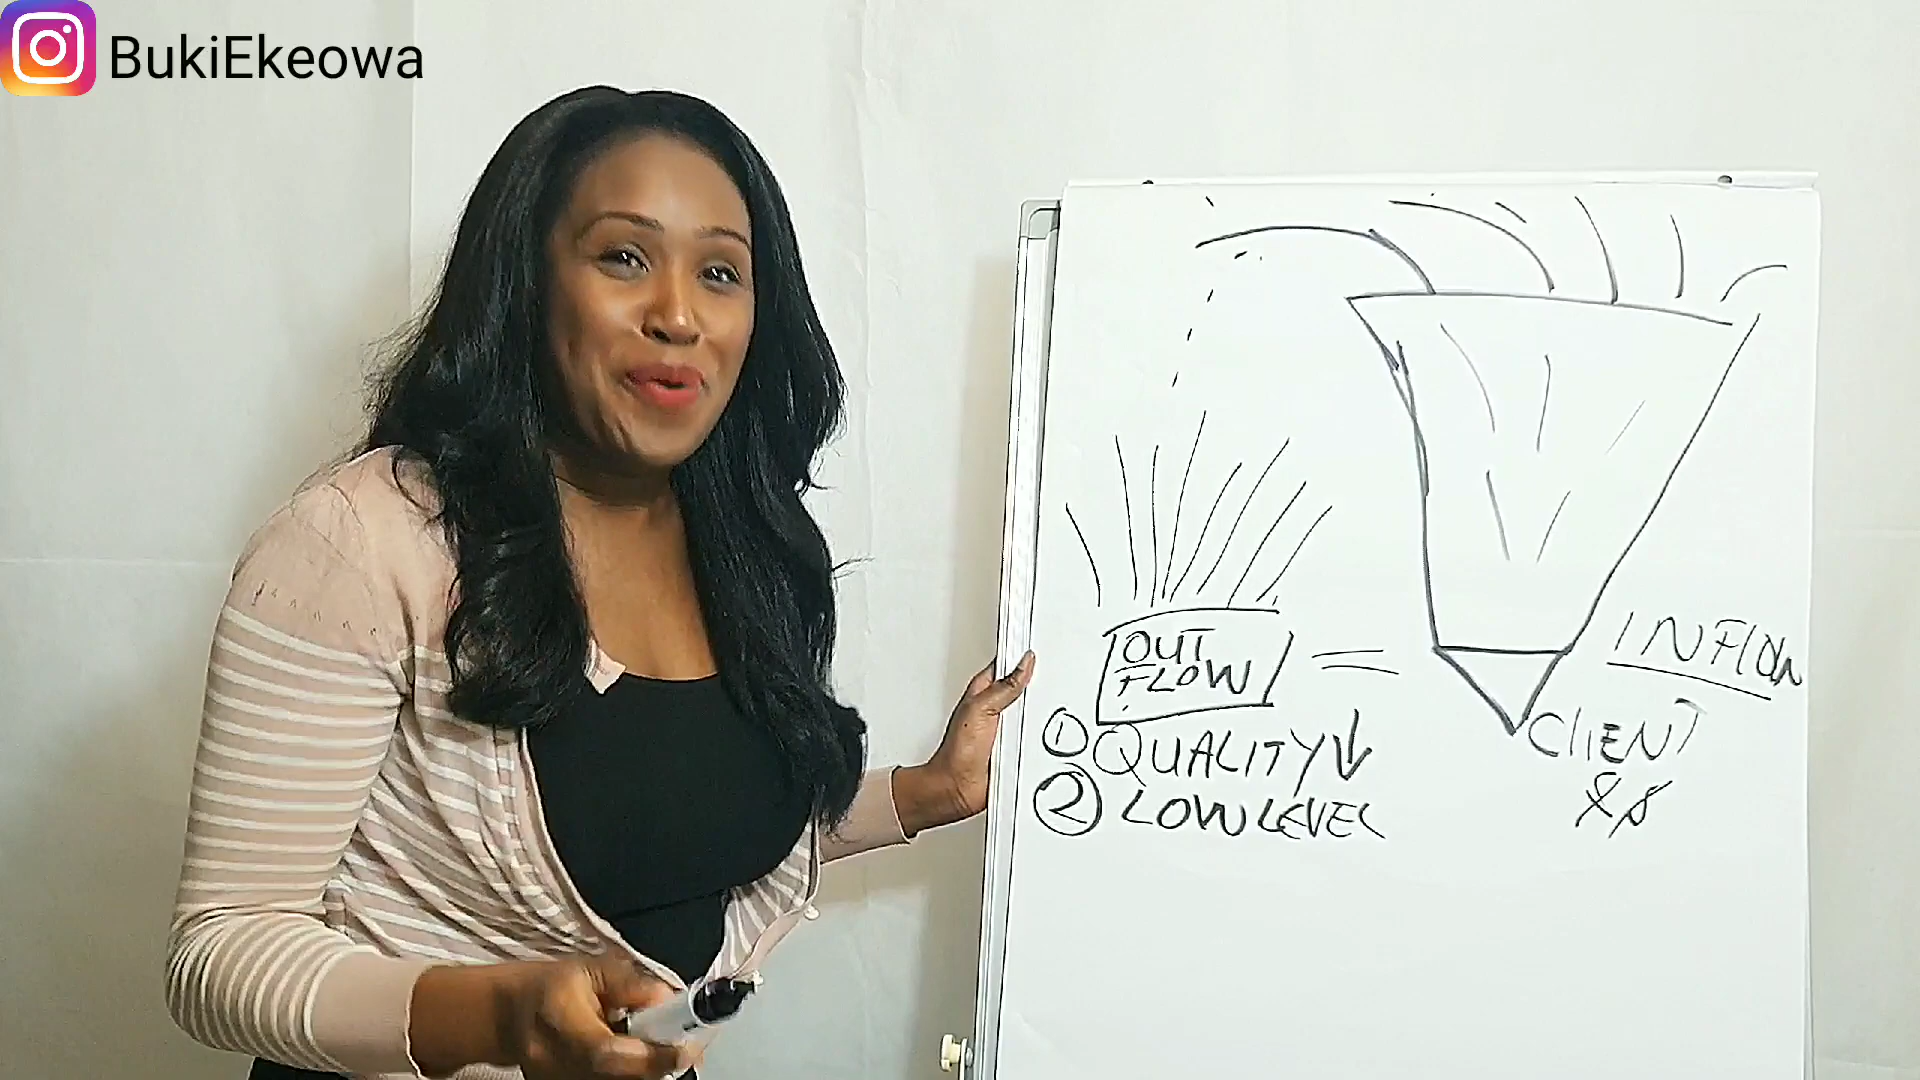 BukiEkeowa
OUT
FLOW
=
INFLOW
① QUALITY↓
② LOW LEVEL
CLIENT